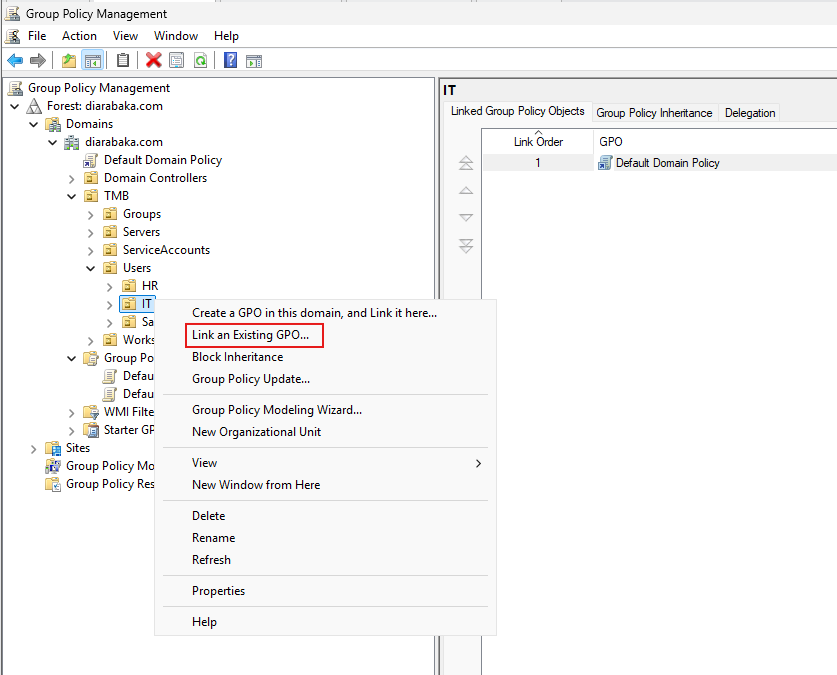 Group Policy Management
File Action View Window Help
Group Policy Management
Forest: diarabaka.com
Domains
diarabaka.com
Default Domain Policy
Domain Controllers
TMB
Groups
Servers
ServiceAccounts
Users
HR
IT
Sa
Works
Group Po
Defau
Defau
WMI Filte
Starter GP
Sites
Group Policy Mo
Group Policy Res
Create a GPO in this domain, and Link it here...
Link an Existing GPO...
Block Inheritance
Group Policy Update...
Group Policy Modeling Wizard...
New Organizational Unit
View
New Window from Here
Delete
Rename
Refresh
Properties
Help
IT
Linked Group Policy Objects Group Policy Inheritance Delegation
Link Order GPO
1 Default Domain Policy